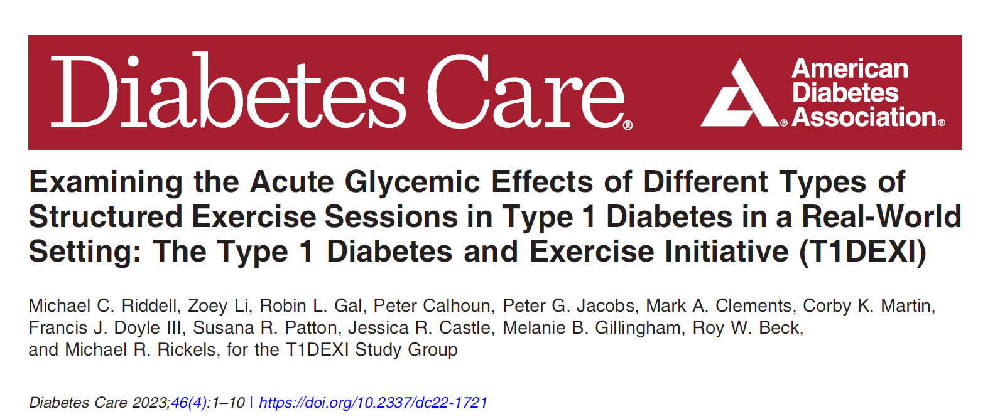 Diabetes Care®
American
Diabetes
® Association®
Examining the Acute Glycemic Effects of Different Types of
Structured Exercise Sessions in Type 1 Diabetes in a Real-World
Setting: The Type 1 Diabetes and Exercise Initiative (T1DEXI)
Michael C. Riddell, Zoey Li, Robin L. Gal, Peter Calhoun, Peter G. Jacobs, Mark A. Clements, Corby K. Martin,
Francis J. Doyle III, Susana R. Patton, Jessica R. Castle, Melanie B. Gillingham, Roy W. Beck,
and Michael R. Rickels, for the T1DEXI Study Group
Diabetes Care 2023;46(4):1–10 | https://doi.org/10.2337/dc22-1721